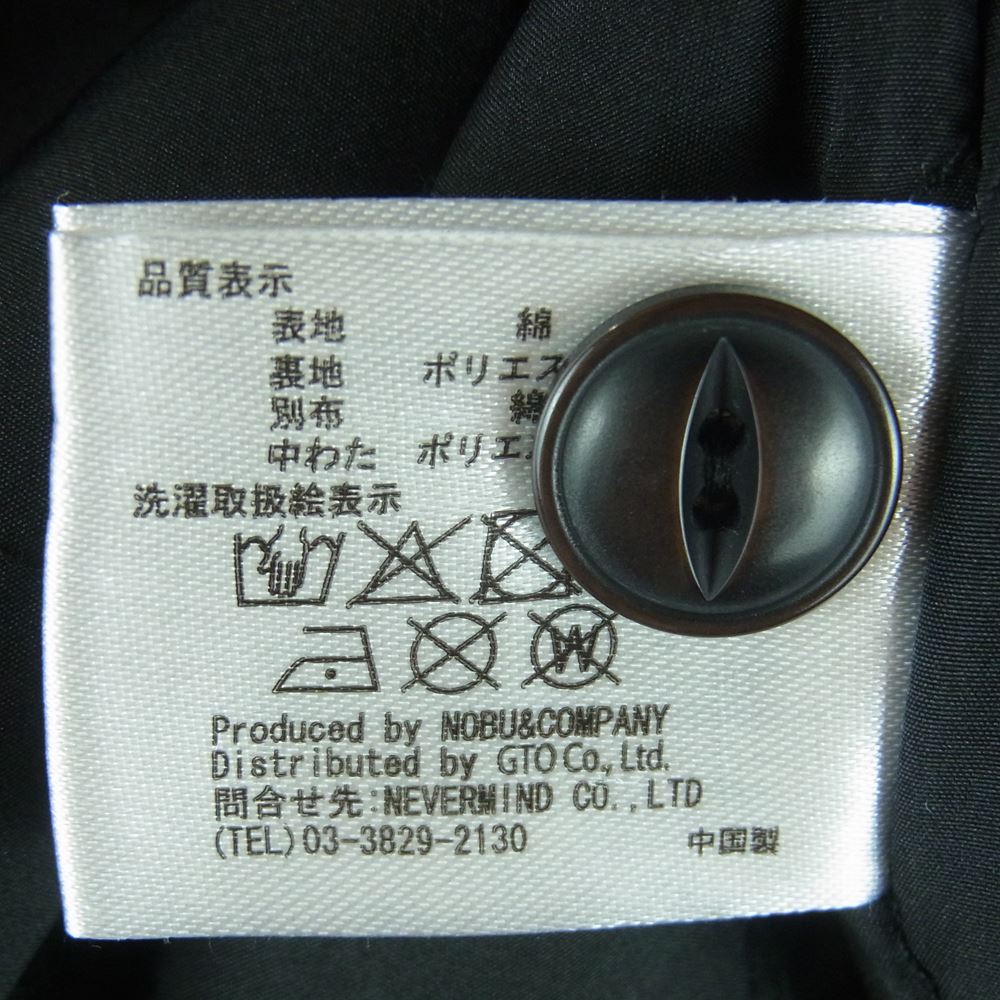 品質表示
表地 綿
裏地 ポリエス
別布 綿
中わた ポリエ
洗濯取扱絵表示
W
Produced by NOBU&COMPANY
Distributed by GTO Co., Ltd.
問合せ先:NEVERMIND CO.,LTD
(TEL)03-3829-2130 中国製